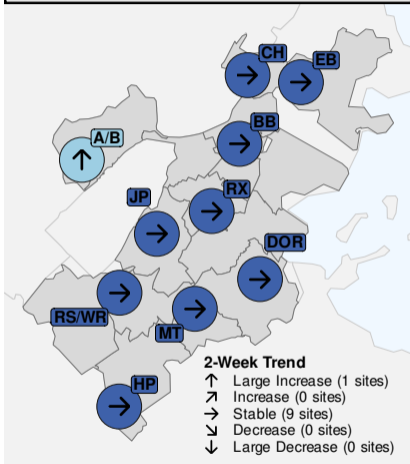 CH
EB
BB
A/B
JP
RX
DOR
RS/WR
MT
HP
2-Week Trend
↑ Large Increase (1 sites)
↗ Increase (0 sites)
→ Stable (9 sites)
↘ Decrease (0 sites)
↓ Large Decrease (0 sites)